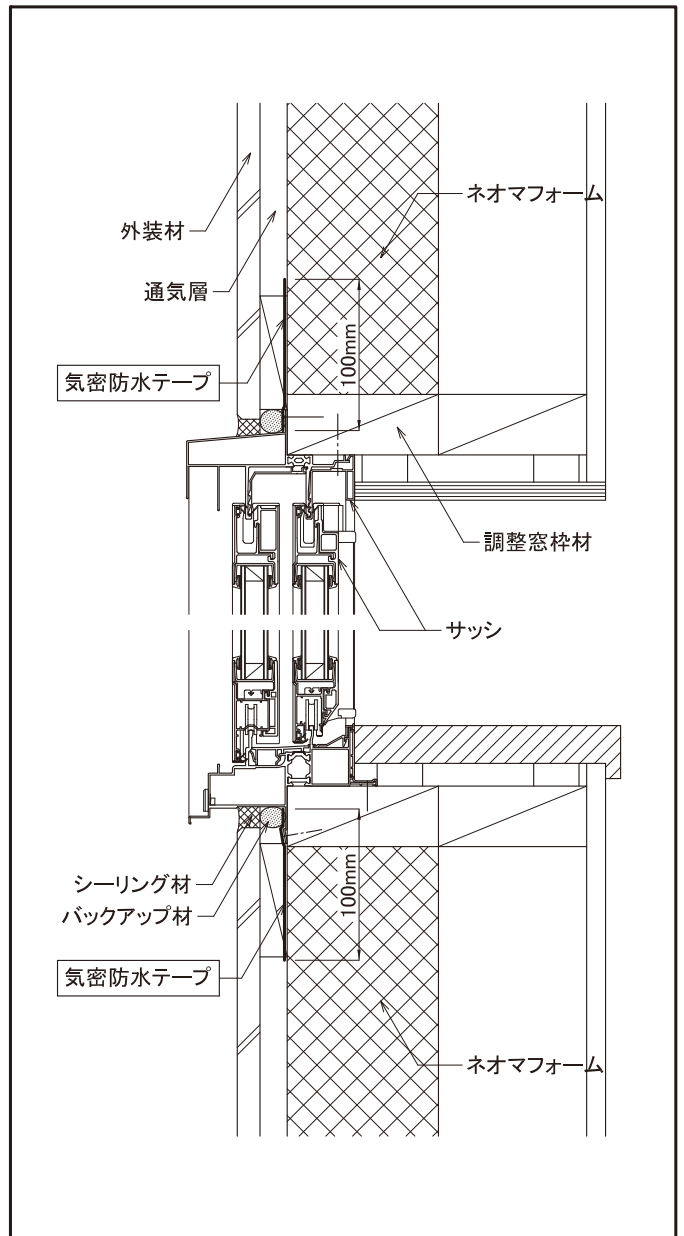 ネオマフォーム
外装材
通気層
気密防水テープ
100mm
調整窓枠材
サッシ
シーリング材
バックアップ材
100mm
気密防水テープ
ネオマフォーム